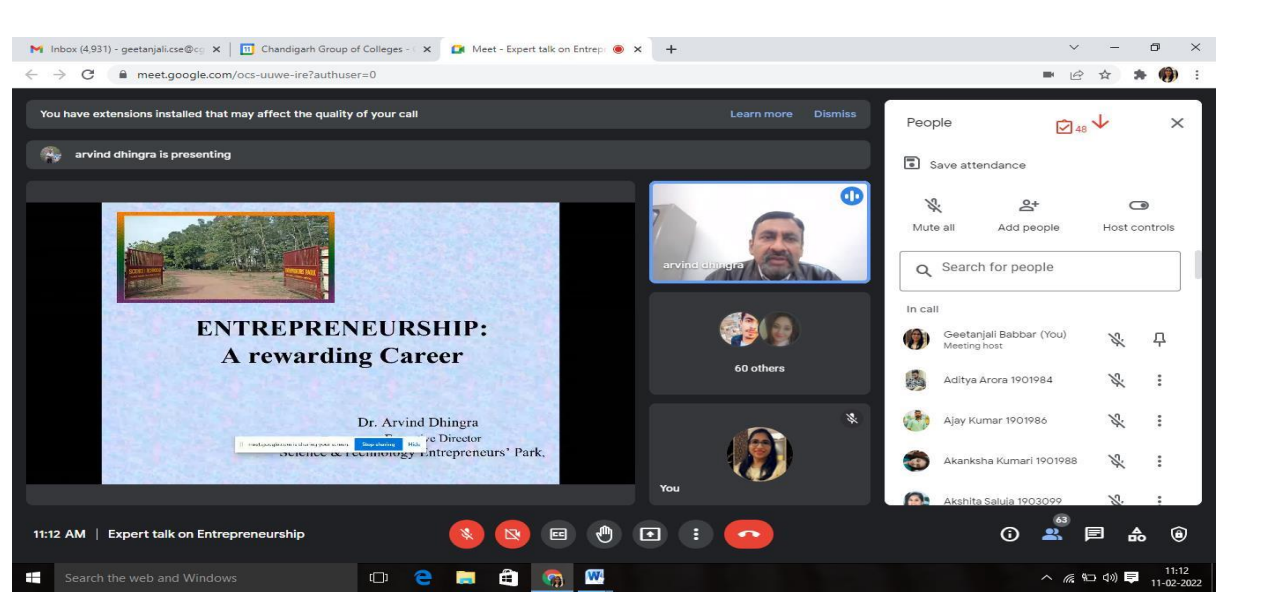 Inbox (4,931) - geetanjali.cse@cg
Chandigarh Group of Colleges -
Meet - Expert talk on Entrepr
meet.google.com/ocs-uuwe-ire?authuser=0
You have extensions installed that may affect the quality of your call
Learn more Dismiss
arvind dhingra is presenting
ENTREPRENEURSHIP:
A rewarding Career
Dr. Arvind Dhingra
Director
Stop sharing Hide
Science & Technology Entrepreneurs' Park,
arvind dhingra
60 others
You
People
48
Save attendance
Mute all Add people Host controls
Search for people
In call
Geetanjali Babbar (You)
Meeting host
Aditya Arora 1901984
Ajay Kumar 1901986
Akanksha Kumari 1901988
Akshita Saluja 1903099
11:12 AM | Expert talk on Entrepreneurship
63
Search the web and Windows
11:12
11-02-2022